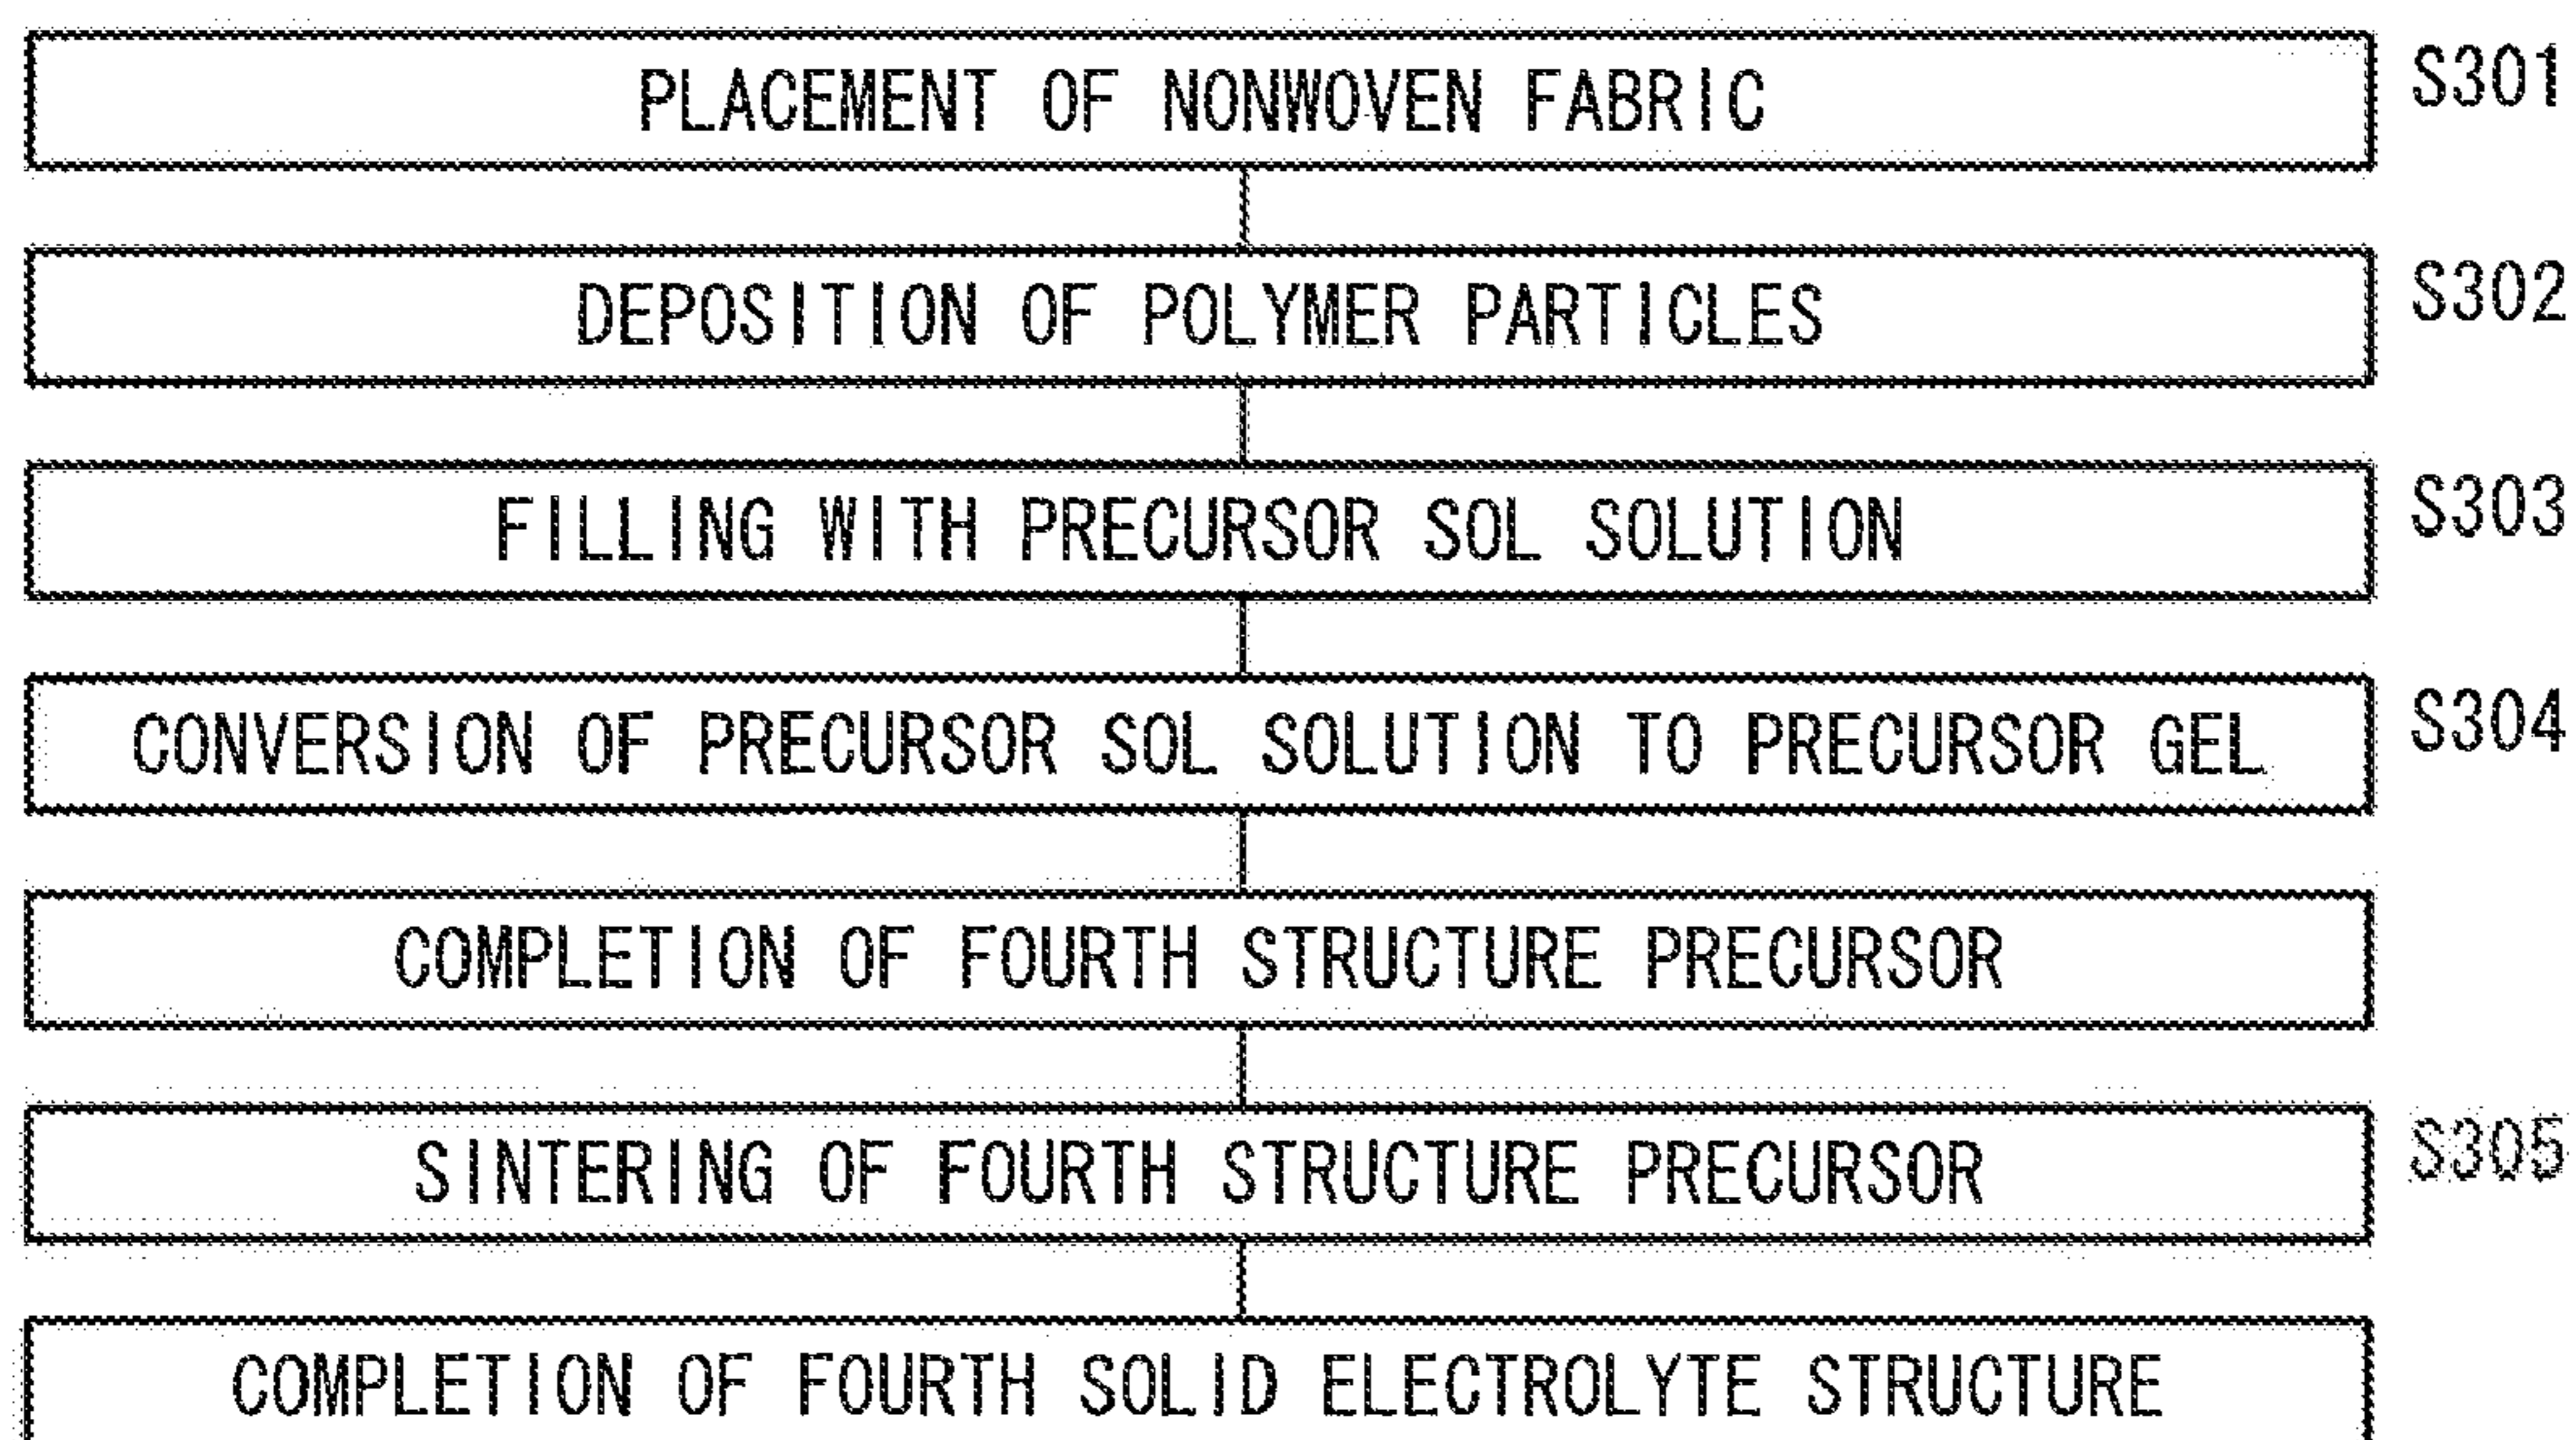 PLACEMENT OF NONWOVEN FABRIC S301
DEPOSITION OF POLYMER PARTICLES S302
FILLING WITH PRECURSOR SOL SOLUTION S303
CONVERSION OF PRECURSOR SOL SOLUTION TO PRECURSOR GEL S304
COMPLETION OF FOURTH STRUCTURE PRECURSOR
SINTERING OF FOURTH STRUCTURE PRECURSOR S305
COMPLETION OF FOURTH SOLID ELECTROLYTE STRUCTURE